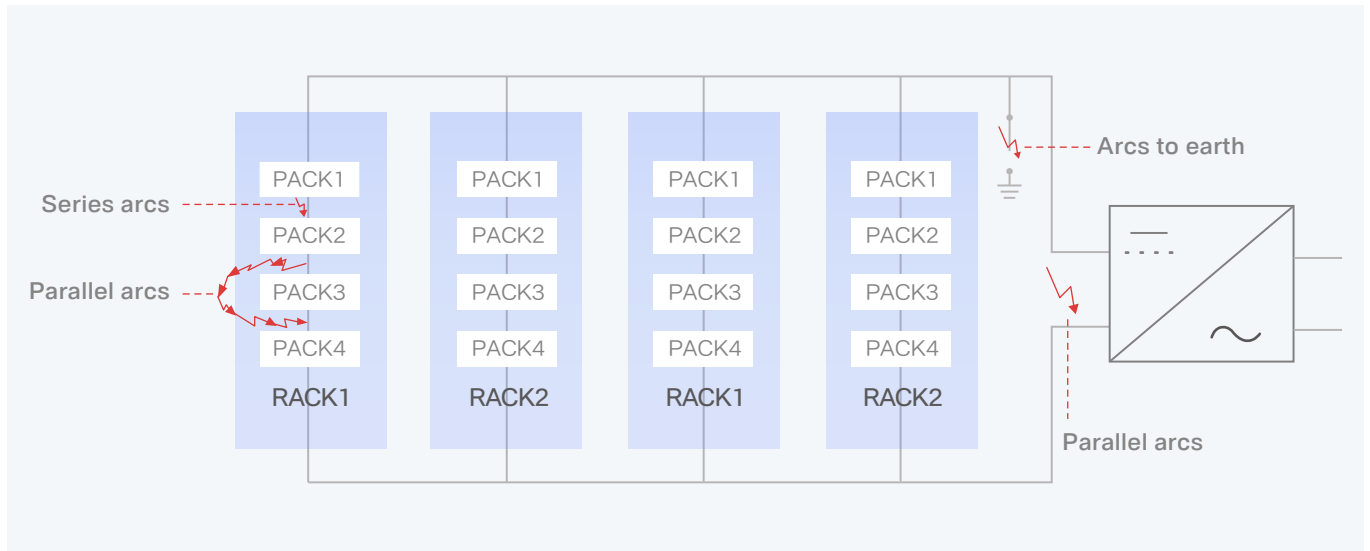 Arcs to earth
PACK1
PACK1
PACK1
PACK1
Series arcs
PACK2
PACK2
PACK2
PACK2
Parallel arcs
PACK3
PACK3
PACK3
PACK3
PACK4
PACK4
PACK4
PACK4
RACK1
RACK2
RACK1
RACK2
Parallel arcs